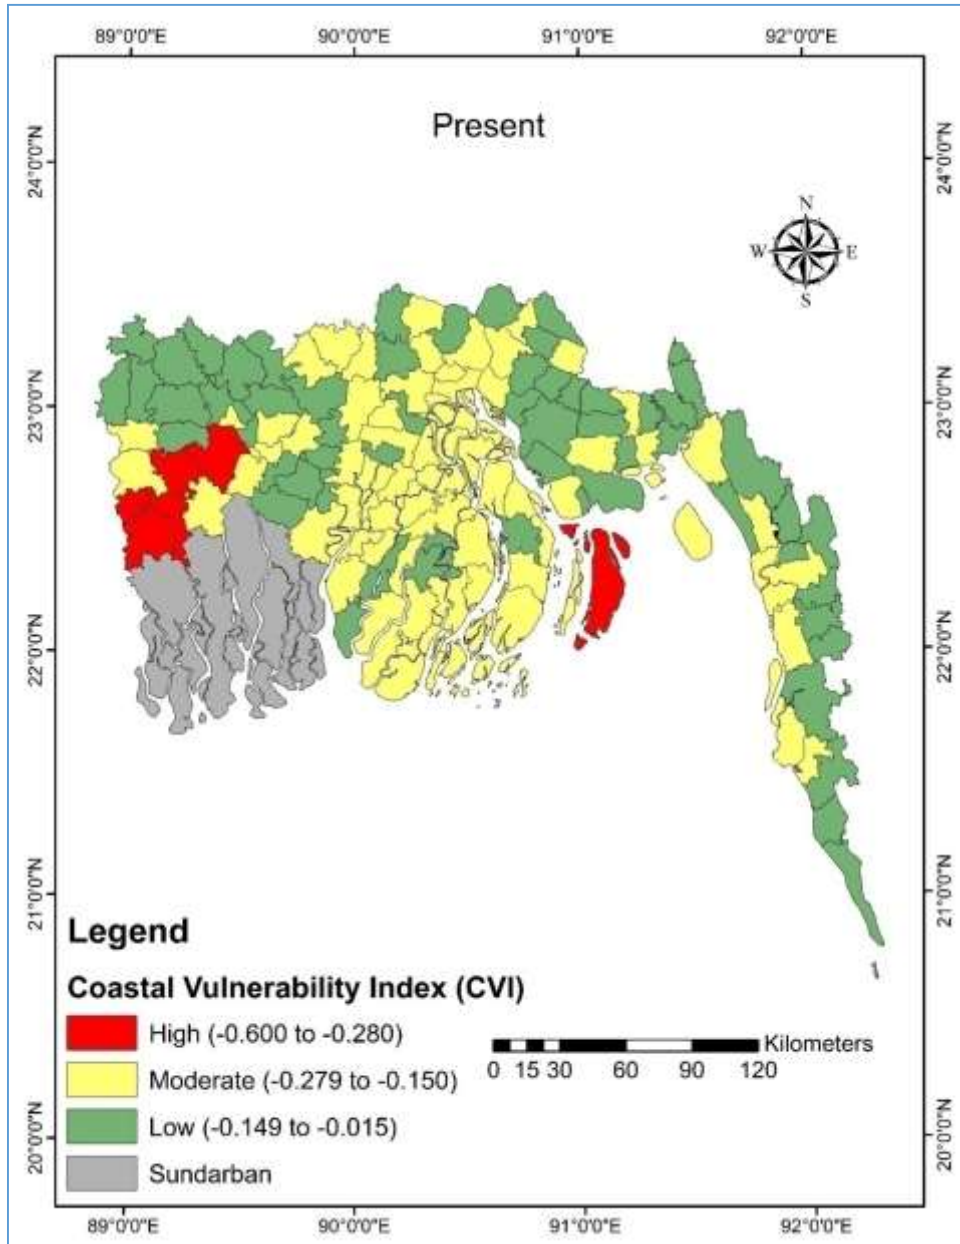 89°0'0"E 90°0'0"E 91°0'0"E 92°0'0"E
Present
24°0'0"N 24°0'0"N
N
W E
S
23°0'0"N 23°0'0"N
22°0'0"N 22°0'0"N
21°0'0"N 21°0'0"N
Legend
Coastal Vulnerability Index (CVI)
High (-0.600 to -0.280)
Moderate (-0.279 to -0.150)
Low (-0.149 to -0.015)
Sundarban
Kilometers
0 15 30 60 90 120
20°0'0"N 20°0'0"N
89°0'0"E 90°0'0"E 91°0'0"E 92°0'0"E